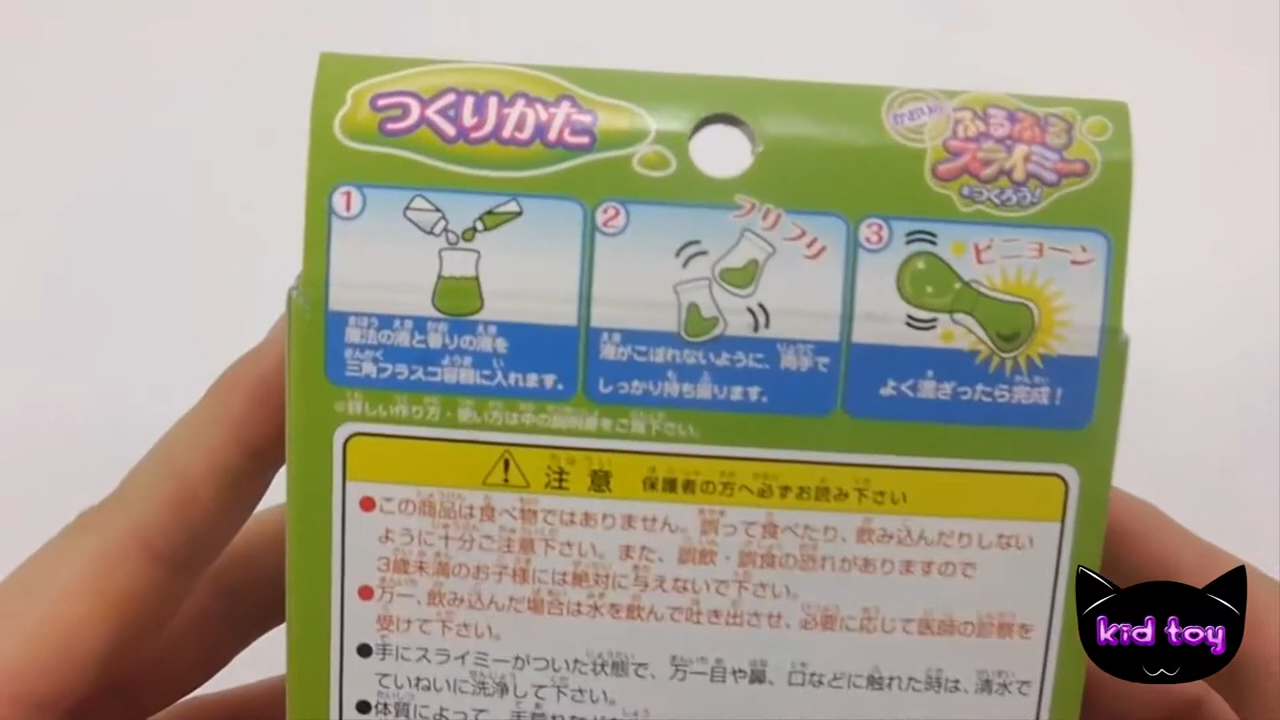 つくりかた
かおりの
ふるふる
スライミー
をつくろう!
1
魔法の液と香りの液を
三角フラスコ容器に入れます。
2
フリフリ
液がこぼれないように、両手で
しっかり持ち振ります。
3
ビニョーン
よく混ざったら完成!
※詳しい作り方・使い方は中の説明書をご覧下さい。
注意 保護者の方へ必ずお読み下さい
●この商品は食べ物ではありません。誤って食べたり、飲み込んだりしない
ように十分ご注意下さい。また、誤飲・誤食の恐れがありますので
3歳未満のお子様には絶対に与えないで下さい。
●万一、飲み込んだ場合は水を飲んで吐き出させ、必要に応じて医師の診察を
受けて下さい。
●手にスライミーがついた状態で、万一目や鼻、口などに触れた時は、清水で
ていねいに洗浄して下さい。
●体質によって、手荒れなど
kid toy